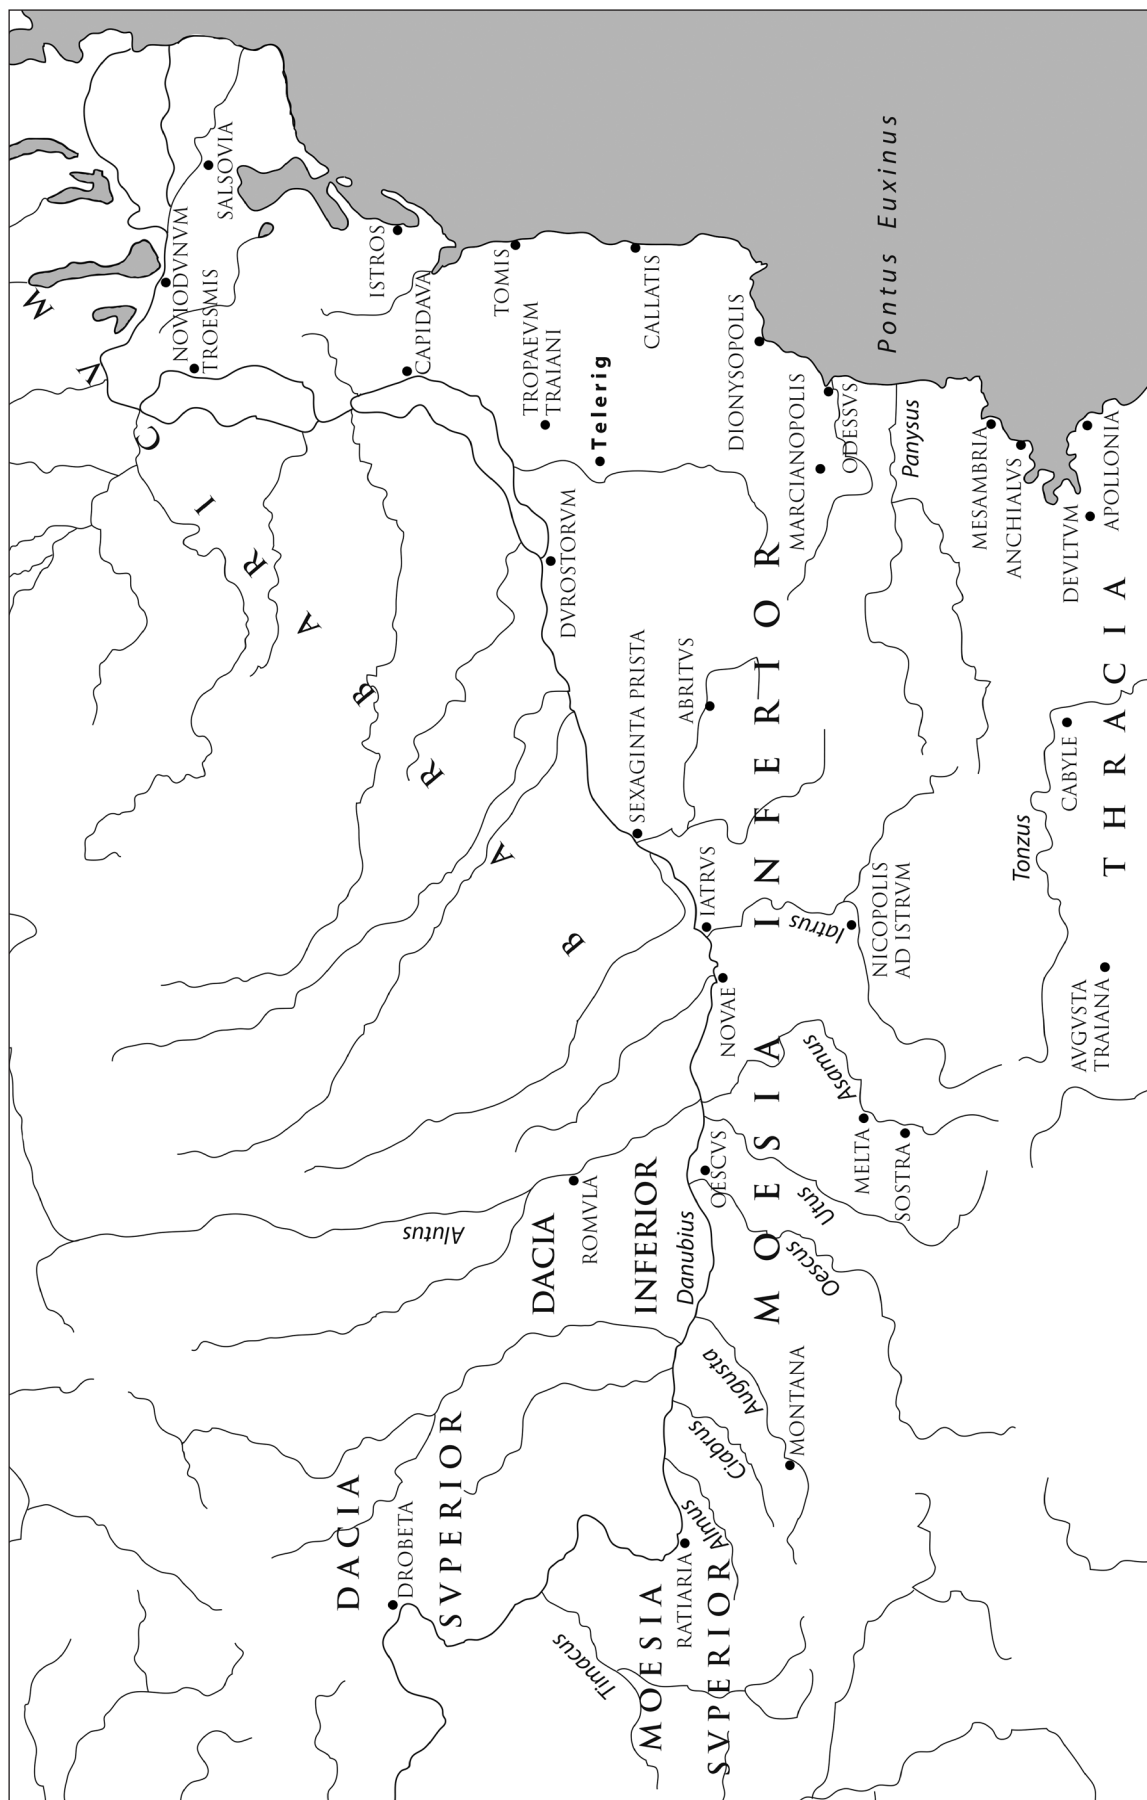 BARBARICVM
Pontus Euxinus
SALSOVIA
NOVIODVNVM
TROESMIS
ISTROS
CAPIDAVA
TOMIS
TROPAEVM
TRAIANI
Telerig
CALLATIS
DIONYSOPOLIS
MARCIANOPOLIS
ODESSVS
Panysus
MESAMBRIA
ANCHIALVS
DEVLTVM
APOLLONIA
DVROSTORVM
SEXAGINTA PRISTA
ABRITVS
MOESIA INFERIOR
THRACIA
CABYLE
Tonzus
IATRVS
Iatrus
NICOPOLIS
AD ISTRVM
AVGVSTA
TRAIANA
NOVAE
Asamus
MELTA
SOSTRA
OESCVS
Utus
Oescus
ROMVLA
Alutus
DACIA
INFERIOR
Danubius
Augusta
MONTANA
Ciabrus
Almus
DACIA
SVPERIOR
DROBETA
RATIARIA
MOESIA
SVPERIOR
Timacus